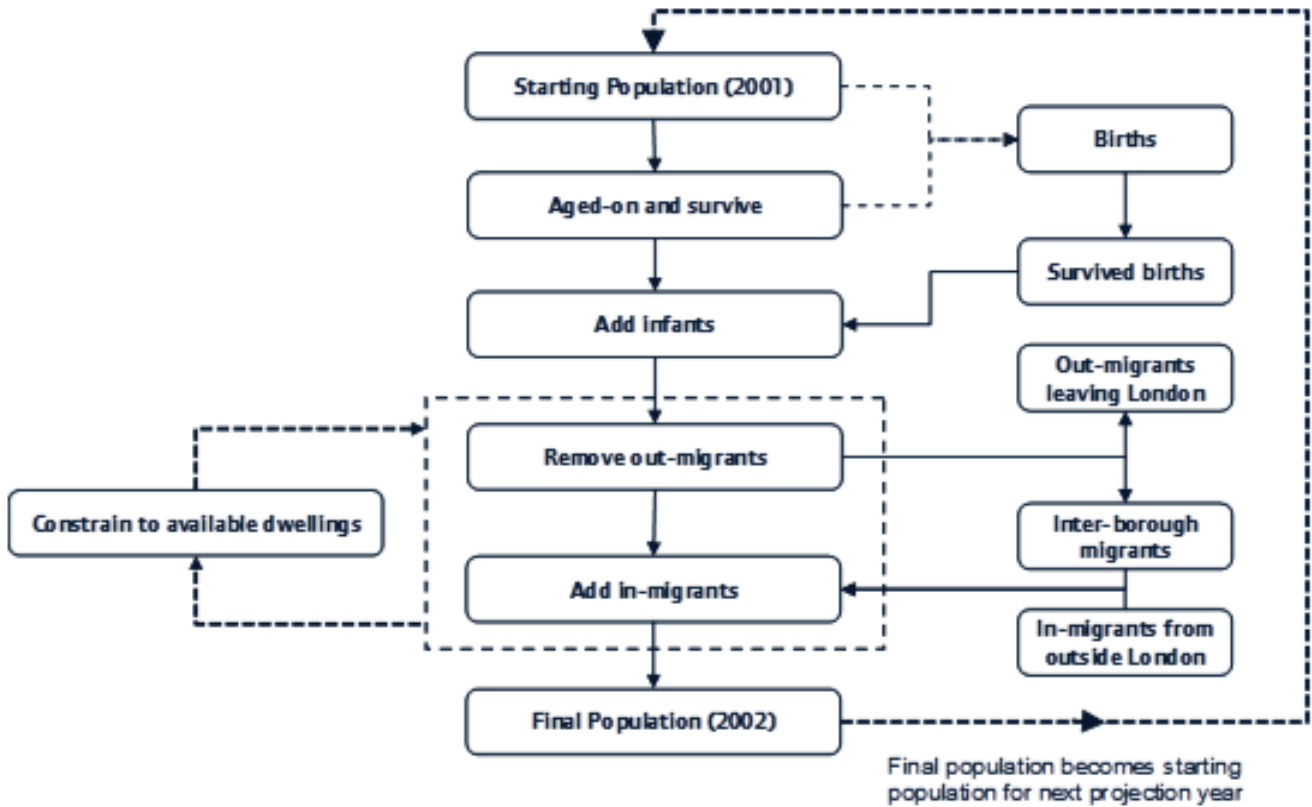 Starting Population (2001)
Births
Aged-on and survive
Survived births
Add infants
Out-migrants
leaving London
Remove out-migrants
Constrain to available dwellings
Inter-borough
migrants
Add in-migrants
In-migrants from
outside London
Final Population (2002)
Final population becomes starting
population for next projection year